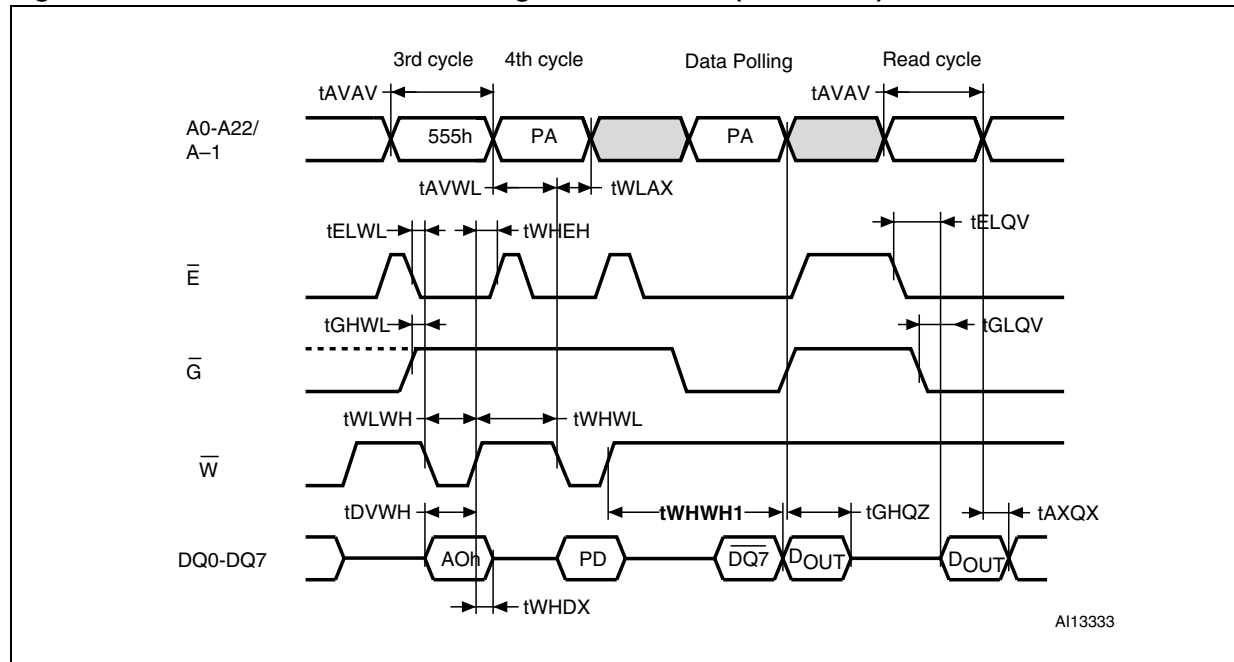 3rd cycle 4th cycle Data Polling Read cycle
tAVAV tAVAV
A0-A22/
A–1
555h PA PA
tAVWL tWLAX
tELWL tWHEH tELQV
E
tGHWL tGLQV
G
tWLWH tWHWL
W
tDVWH tWHWH1 tGHQZ tAXQX
DQ0-DQ7 AOh PD DQ7 DOUT DOUT
tWHDX
AI13333